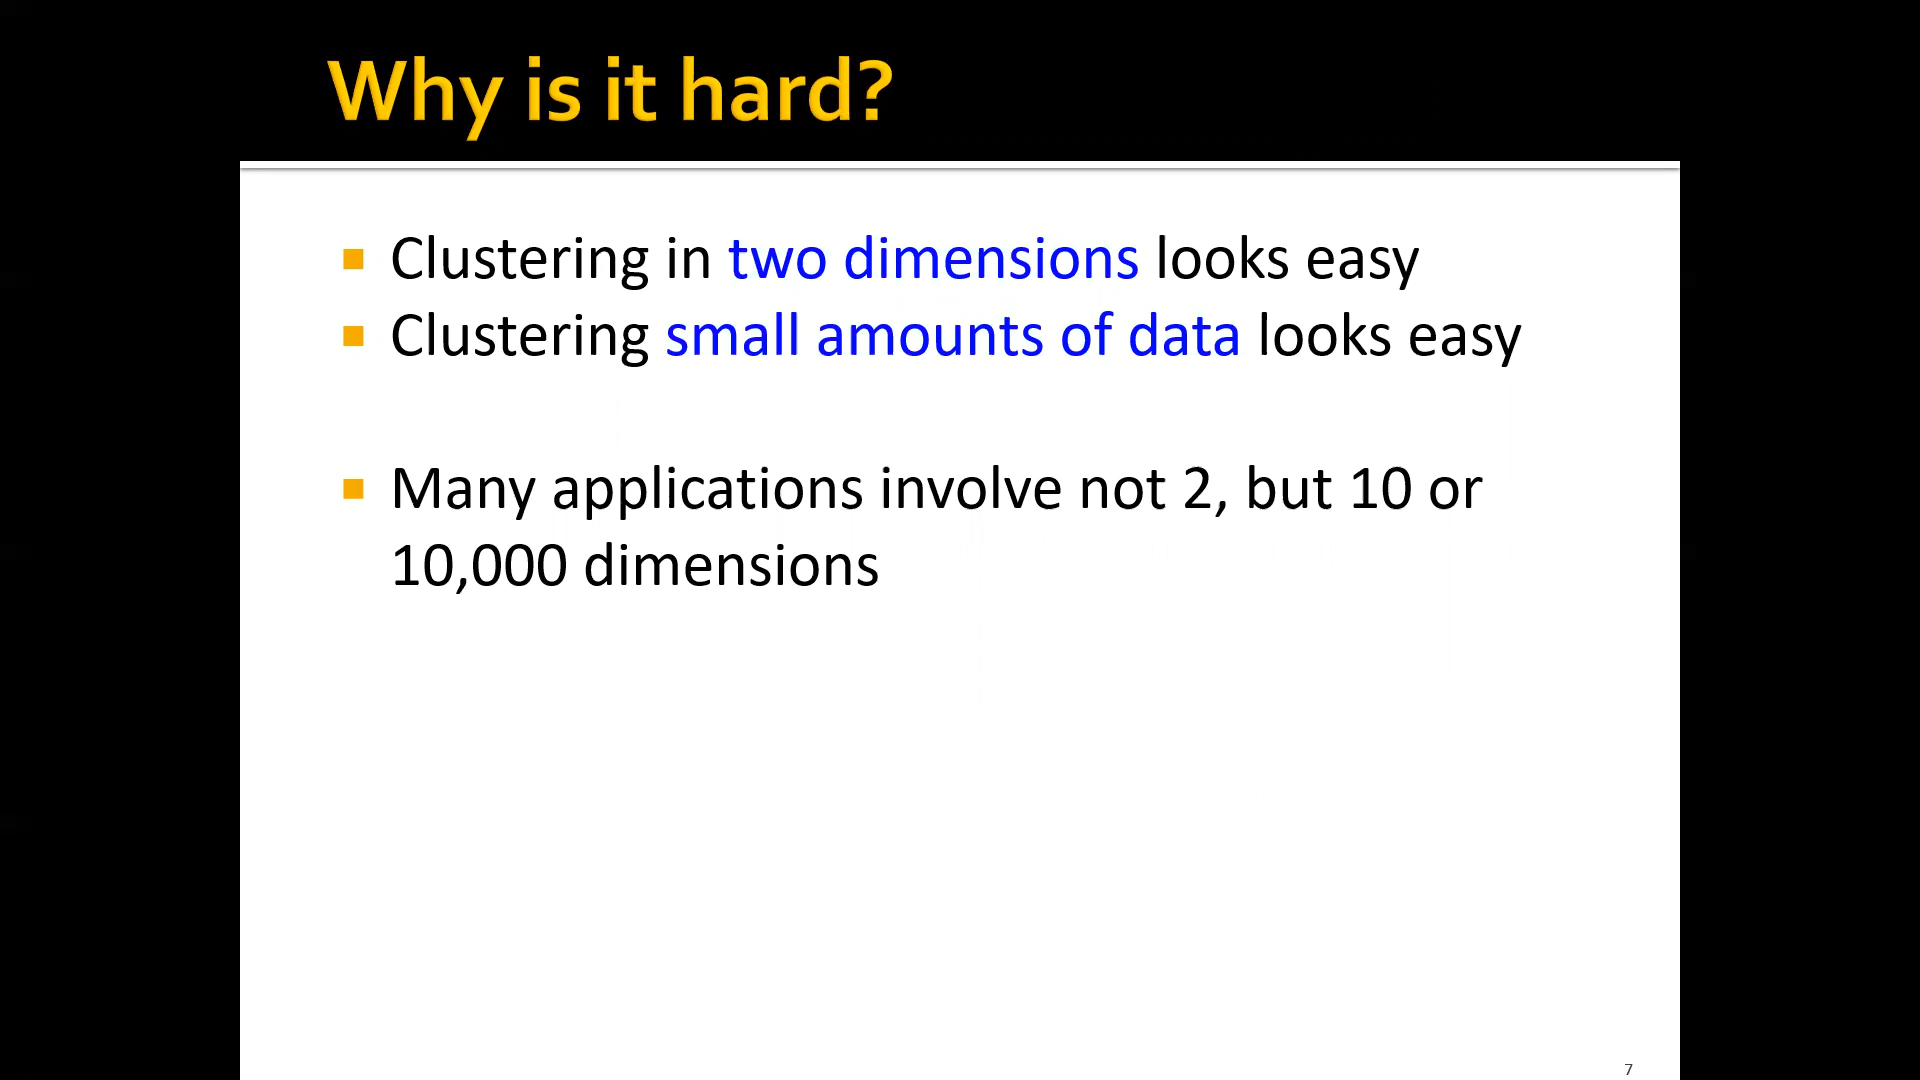 Why is it hard?
Clustering in two dimensions looks easy
Clustering small amounts of data looks easy
Many applications involve not 2, but 10 or
10,000 dimensions
7